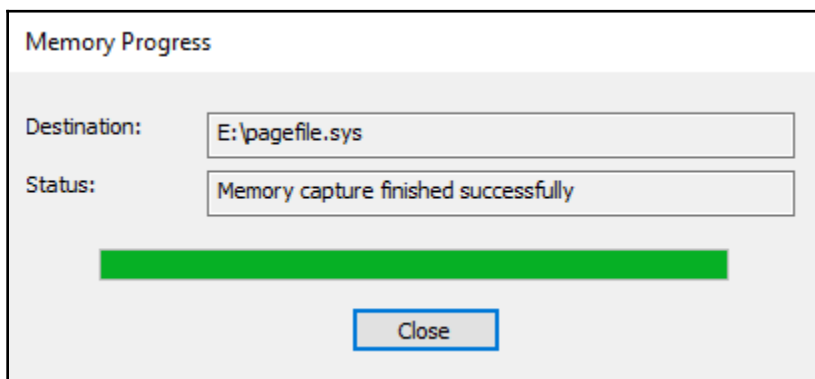 Memory Progress
Destination:
E:\pagefile.sys
Status:
Memory capture finished successfully
Close